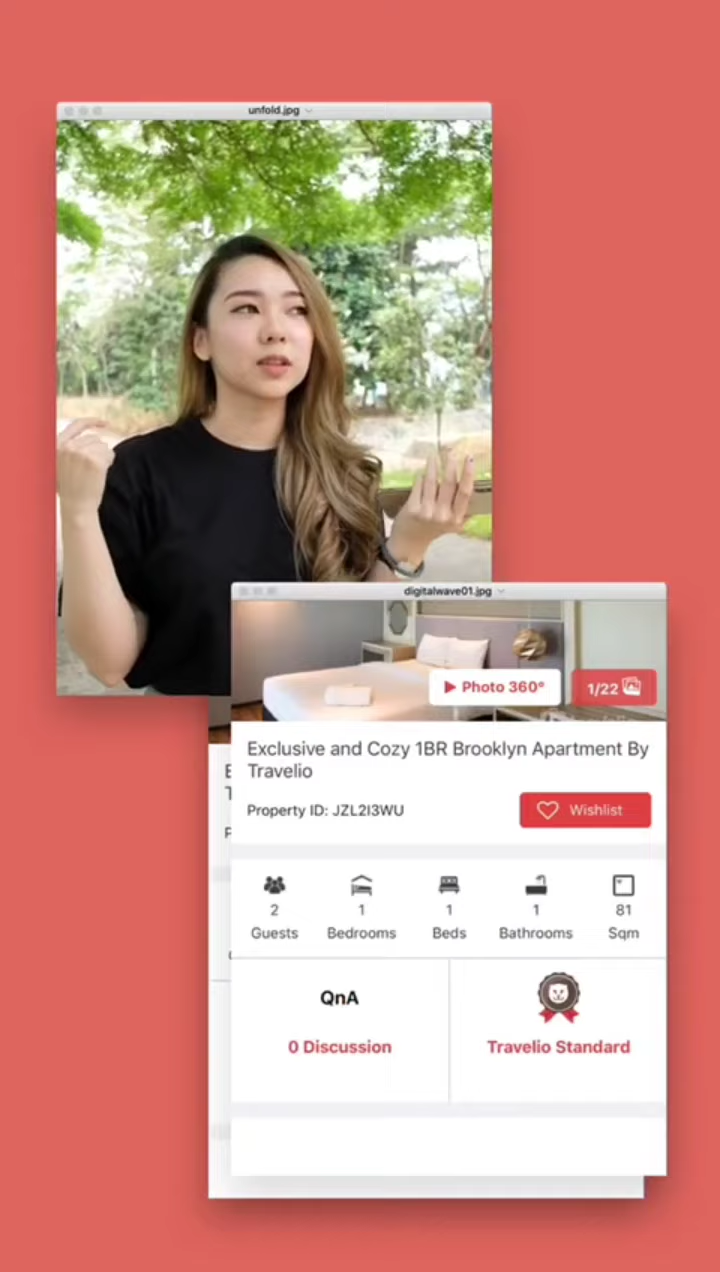 unfold.jpg
digitalwave01.jpg
Photo 360°
1/22
Exclusive and Cozy 1BR Brooklyn Apartment By
Travelio
Property ID: JZL2I3WU
Wishlist
2
1
1
1
81
Guests
Bedrooms
Beds
Bathrooms
Sqm
QnA
0 Discussion
Travelio Standard